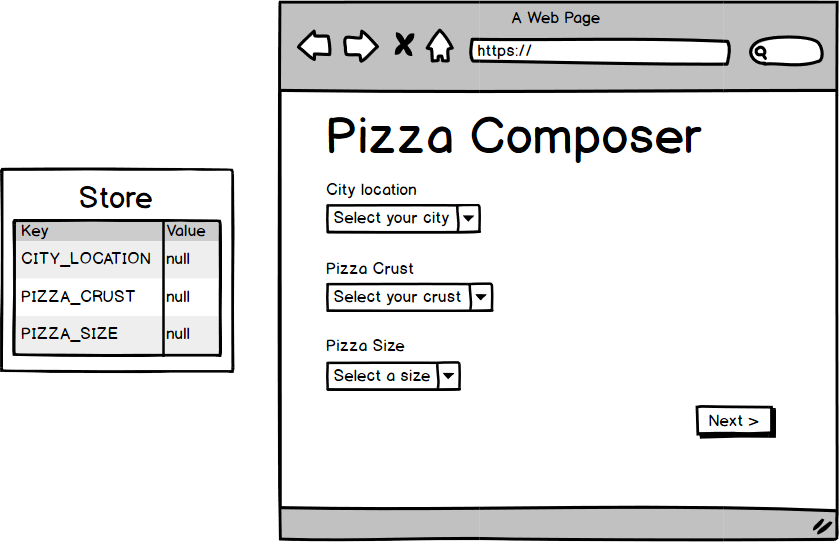 A Web Page
https://
Pizza Composer
City location
Select your city
Pizza Crust
Select your crust
Pizza Size
Select a size
Next >
Store
Key Value
CITY_LOCATION null
PIZZA_CRUST null
PIZZA_SIZE null